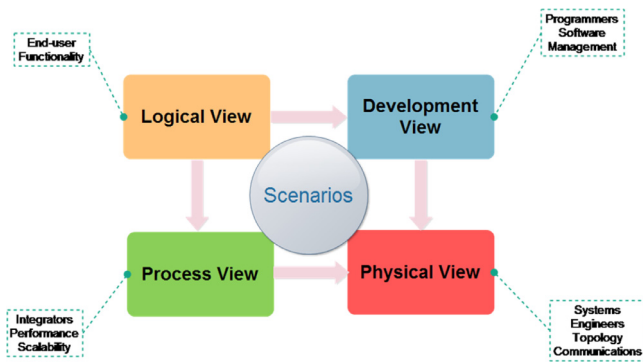 End-user
Functionality
Programmers
Software
Management
Logical View
Development
View
Scenarios
Process View
Physical View
Integrators
Performance
Scalability
Systems
Engineers
Topology
Communications